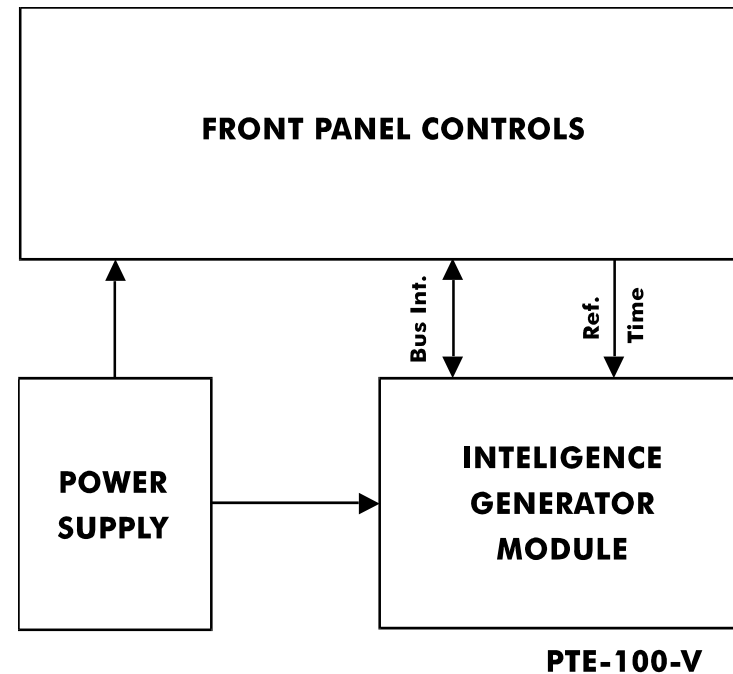 FRONT PANEL CONTROLS
Bus Int.
Ref.
Time
POWER
SUPPLY
INTELIGENCE
GENERATOR
MODULE
PTE-100-V